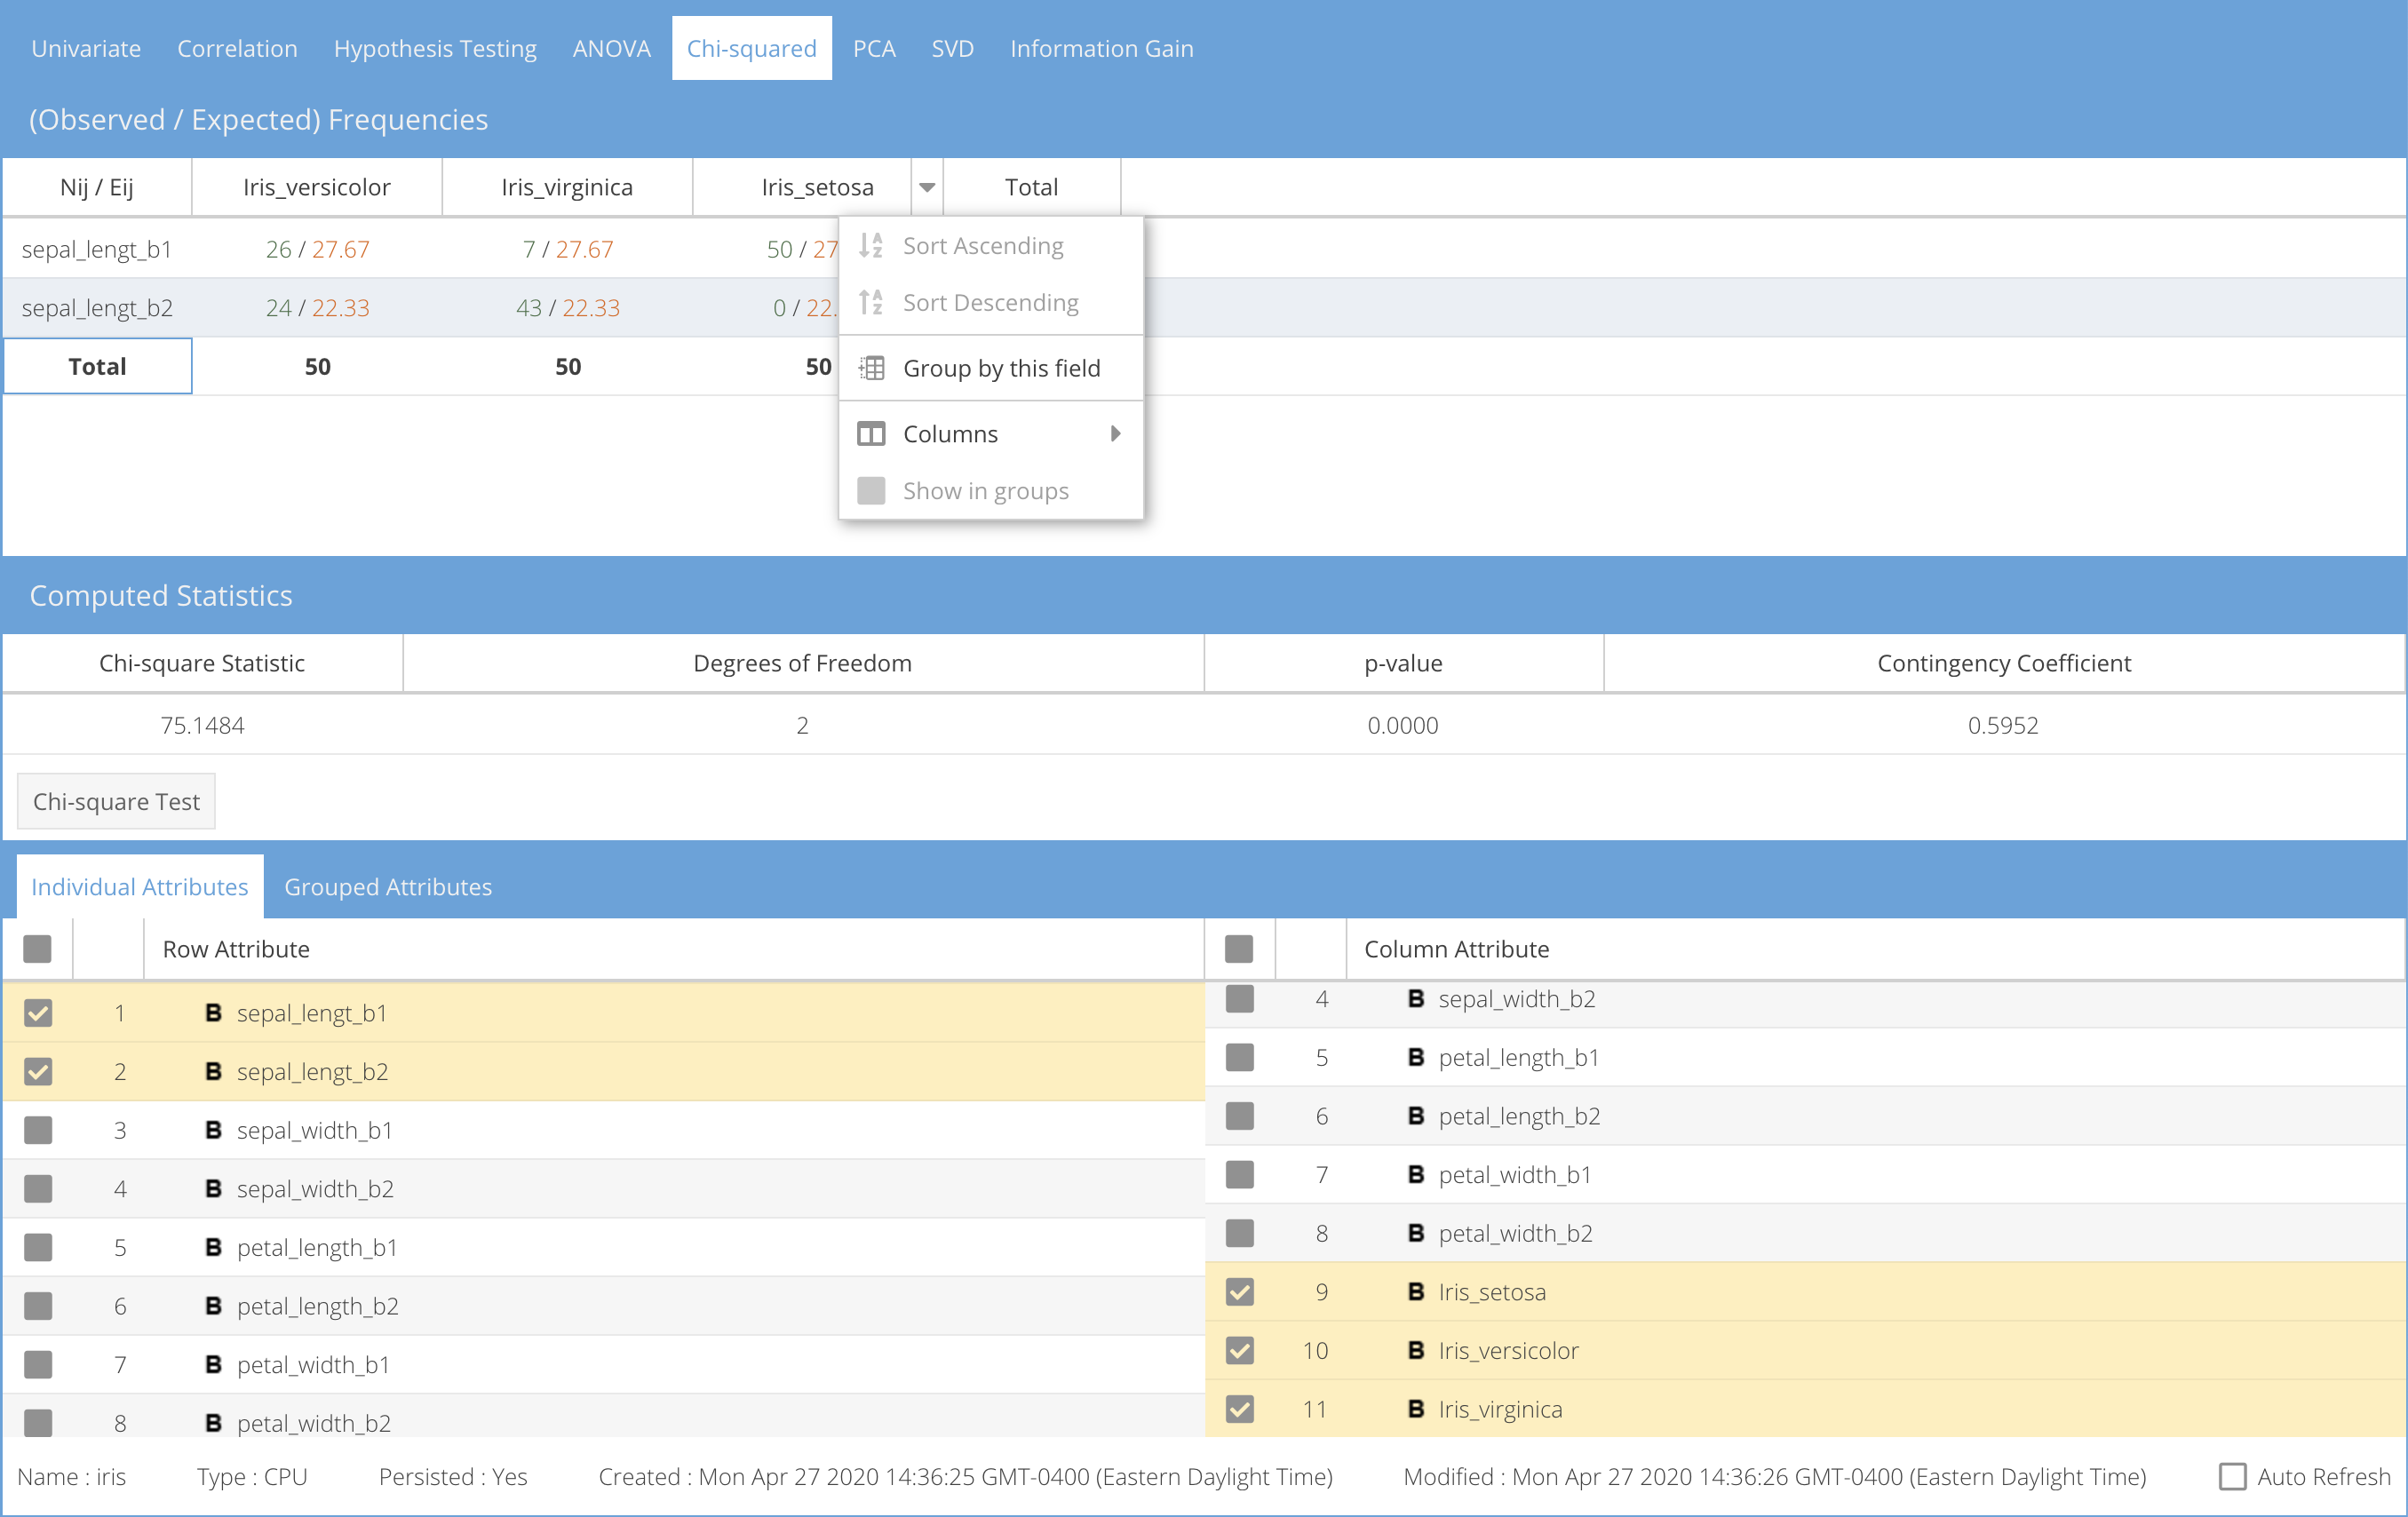 Univariate Correlation Hypothesis Testing ANOVA Chi-squared PCA SVD Information Gain
(Observed / Expected) Frequencies
Nij / Eij Iris_versicolor Iris_virginica Iris_setosa Total
sepal_lengt_b1 26 / 27.67 7 / 27.67 50 / 27
sepal_lengt_b2 24 / 22.33 43 / 22.33 0 / 22.
Total 50 50 50
Sort Ascending
Sort Descending
Group by this field
Columns
Show in groups
Computed Statistics
Chi-square Statistic Degrees of Freedom p-value Contingency Coefficient
75.1484 2 0.0000 0.5952
Chi-square Test
Individual Attributes Grouped Attributes
Row Attribute
1 B sepal_lengt_b1
2 B sepal_lengt_b2
3 B sepal_width_b1
4 B sepal_width_b2
5 B petal_length_b1
6 B petal_length_b2
7 B petal_width_b1
8 B petal_width_b2
Column Attribute
4 B sepal_width_b2
5 B petal_length_b1
6 B petal_length_b2
7 B petal_width_b1
8 B petal_width_b2
9 B Iris_setosa
10 B Iris_versicolor
11 B Iris_virginica
Name : iris Type : CPU Persisted : Yes Created : Mon Apr 27 2020 14:36:25 GMT-0400 (Eastern Daylight Time) Modified : Mon Apr 27 2020 14:36:26 GMT-0400 (Eastern Daylight Time) Auto Refresh